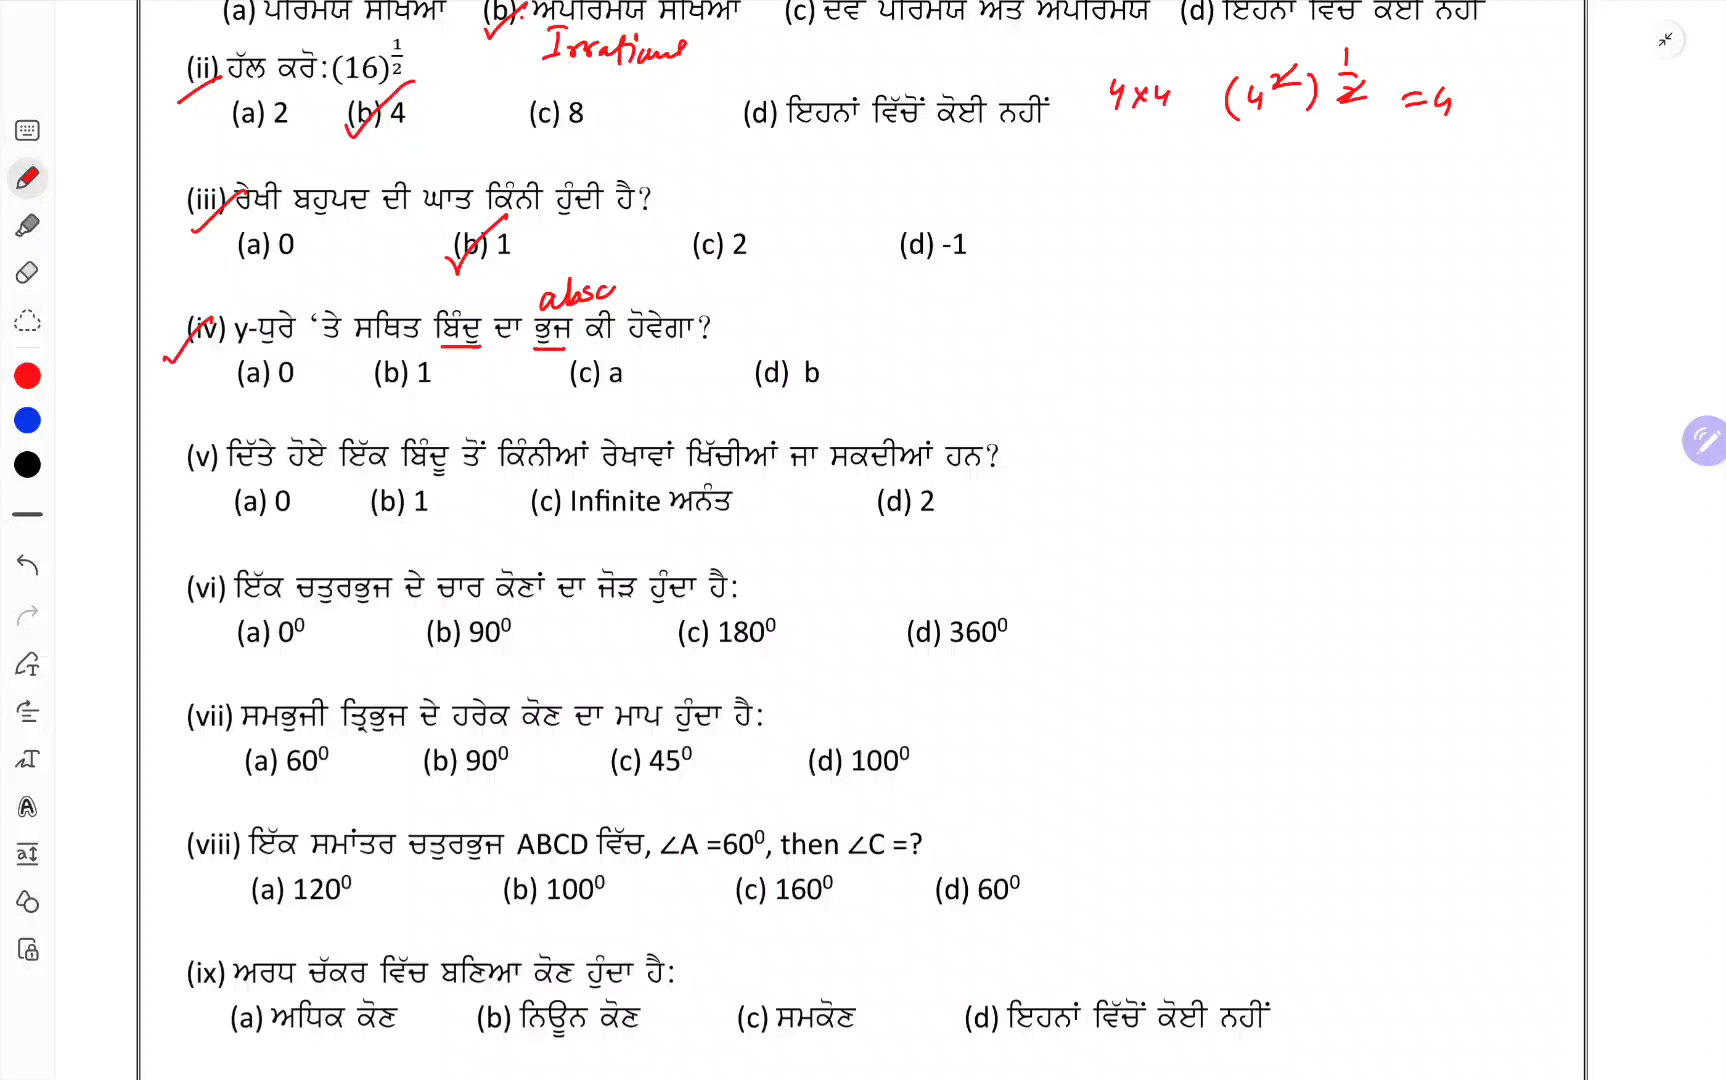 (a) ਪਰਿਮੇਯ ਸੰਖਿਆ (b). ਅਪਰਿਮੇਯ ਸੰਖਿਆ (c) ਦੋਵੇਂ ਪਰਿਮੇਯ ਅਤੇ ਅਪਰਿਮੇਯ (d) ਇਹਨਾਂ ਵਿੱਚੋਂ ਕੋਈ ਨਹੀਂ
Irrational
(ii) ਹੱਲ ਕਰੋ: (16)^1/2
(a) 2 (b) 4 (c) 8 (d) ਇਹਨਾਂ ਵਿੱਚੋਂ ਕੋਈ ਨਹੀਂ 4×4 (4^2)^1/2 = 4
(iii) ਰੇਖੀ ਬਹੁਪਦ ਦੀ ਘਾਤ ਕਿੰਨੀ ਹੁੰਦੀ ਹੈ?
(a) 0 (b) 1 (c) 2 (d) -1
absc
(iv) y-ਧੁਰੇ ‘ਤੇ ਸਥਿਤ ਬਿੰਦੁ ਦਾ ਭੁਜ ਕੀ ਹੋਵੇਗਾ?
(a) 0 (b) 1 (c) a (d) b
(v) ਦਿੱਤੇ ਹੋਏ ਇੱਕ ਬਿੰਦੂ ਤੋਂ ਕਿੰਨੀਆਂ ਰੇਖਾਵਾਂ ਖਿੱਚੀਆਂ ਜਾ ਸਕਦੀਆਂ ਹਨ?
(a) 0 (b) 1 (c) Infinite ਅਨੰਤ (d) 2
(vi) ਇੱਕ ਚਤੁਰਭੁਜ ਦੇ ਚਾਰ ਕੋਣਾਂ ਦਾ ਜੋੜ ਹੁੰਦਾ ਹੈ:
(a) 0⁰ (b) 90⁰ (c) 180⁰ (d) 360⁰
(vii) ਸਮਭੁਜੀ ਤ੍ਰਿਭੁਜ ਦੇ ਹਰੇਕ ਕੋਣ ਦਾ ਮਾਪ ਹੁੰਦਾ ਹੈ:
(a) 60⁰ (b) 90⁰ (c) 45⁰ (d) 100⁰
(viii) ਇੱਕ ਸਮਾਂਤਰ ਚਤੁਰਭੁਜ ABCD ਵਿੱਚ, ∠A =60⁰, then ∠C =?
(a) 120⁰ (b) 100⁰ (c) 160⁰ (d) 60⁰
(ix) ਅਰਧ ਚੱਕਰ ਵਿੱਚ ਬਣਿਆ ਕੋਣ ਹੁੰਦਾ ਹੈ:
(a) ਅਧਿਕ ਕੋਣ (b) ਨਿਊਨ ਕੋਣ (c) ਸਮਕੋਣ (d) ਇਹਨਾਂ ਵਿੱਚੋਂ ਕੋਈ ਨਹੀਂ